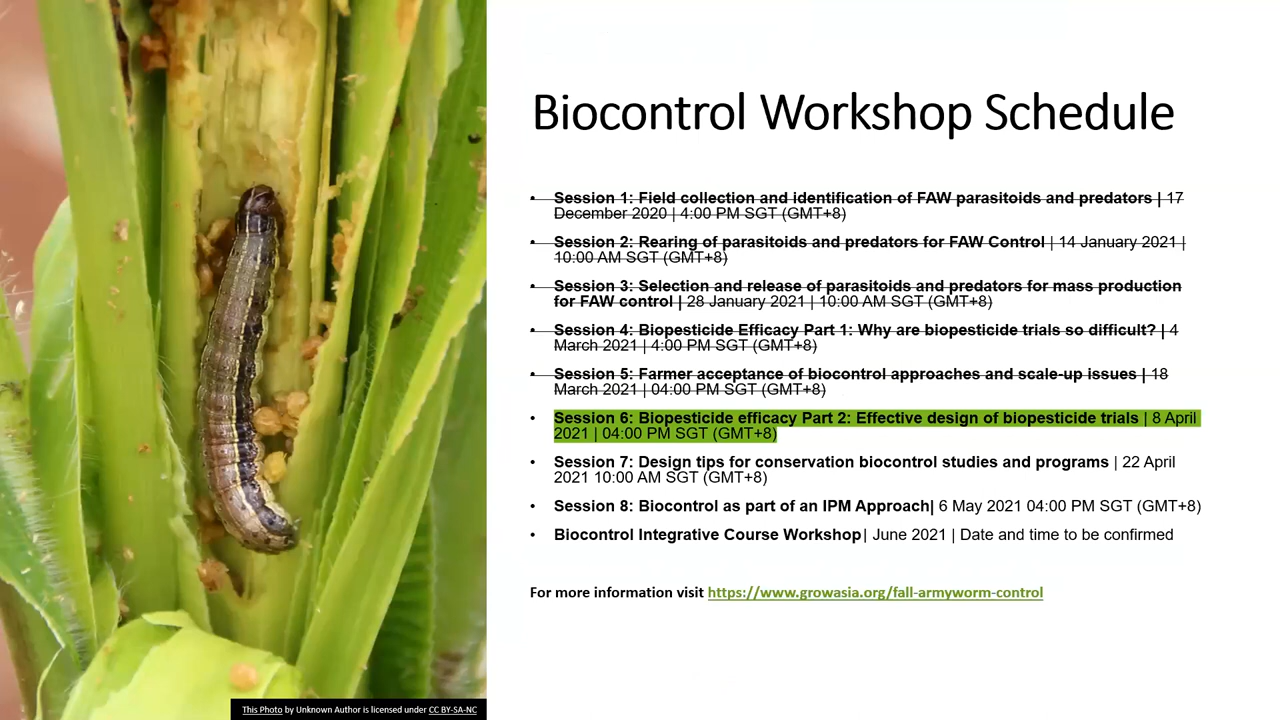 Biocontrol Workshop Schedule
• Session 1: Field collection and identification of FAW parasitoids and predators | 17
December 2020 | 4:00 PM SGT (GMT+8)
• Session 2: Rearing of parasitoids and predators for FAW Control | 14 January 2021 |
10:00 AM SGT (GMT+8)
• Session 3: Selection and release of parasitoids and predators for mass production
for FAW control | 28 January 2021 | 10:00 AM SGT (GMT+8)
• Session 4: Biopesticide Efficacy Part 1: Why are biopesticide trials so difficult? | 4
March 2021 | 4:00 PM SGT (GMT+8)
• Session 5: Farmer acceptance of biocontrol approaches and scale-up issues | 18
March 2021 | 04:00 PM SGT (GMT+8)
• Session 6: Biopesticide efficacy Part 2: Effective design of biopesticide trials | 8 April
2021 | 04:00 PM SGT (GMT+8)
• Session 7: Design tips for conservation biocontrol studies and programs | 22 April
2021 10:00 AM SGT (GMT+8)
• Session 8: Biocontrol as part of an IPM Approach| 6 May 2021 04:00 PM SGT (GMT+8)
• Biocontrol Integrative Course Workshop| June 2021 | Date and time to be confirmed
For more information visit https://www.growasia.org/fall-armyworm-control
This Photo by Unknown Author is licensed under CC BY-SA-NC